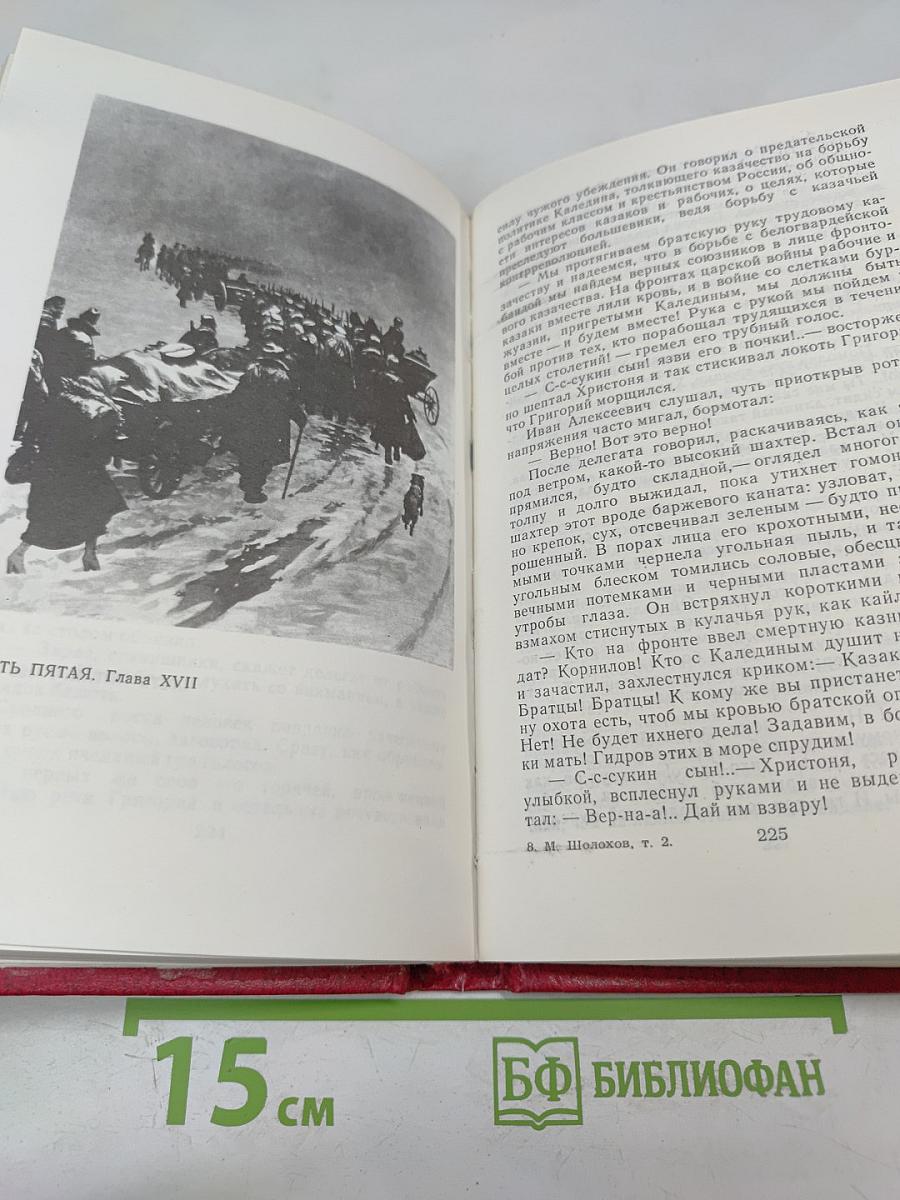 ТЬ ПЯТАЯ. Глава XVII
силу чужого убеждения. Он говорил о предательской
политике Каледина, толкающего казачество на борьбу
с рабочим классом и крестьянством России, об общно-
сти интересов казаков и рабочих, о целях, которые
преследуют большевики, ведя борьбу с казачьей
контрреволюцией.
— Мы протягиваем братскую руку трудовому ка-
зачеству и надеемся, что в борьбе с белогвардейской
бандой мы найдем верных союзников в лице фронто-
вого казачества. На фронтах царской войны рабочие и
казаки вместе лили кровь, и в войне со слетками бур-
жуазии, пригретыми Калединым, мы должны быть
вместе — и будем вместе! Рука с рукой мы пойдем
бой против тех, кто порабощал трудящихся в течени
целых столетий! — гремел его трубный голос.
— С-с-сукин сын! язви его в почки!..— восторже
но шептал Христоня и так стискивал локоть Григор
что Григорий морщился.
Иван Алексеевич слушал, чуть приоткрыв рот
напряжения часто мигал, бормотал:
— Верно! Вот это верно!
После делегата говорил, раскачиваясь, как
под ветром, какой-то высокий шахтер. Встал о
прямился, будто складной,— оглядел многог
толпу и долго выжидал, пока утихнет гомон
шахтер этот вроде баржевого каната: узловат,
но крепок, сух, отсвечивал зеленым — будто п
рошенный. В порах лица его крохотными, не
мыми точками чернела угольная пыль, и та
угольным блеском томились соловые, обесц
вечными потемками и черными пластами
утробы глаза. Он встряхнул короткими
взмахом стиснутых в кулачья рук, как кайл
— Кто на фронте ввел смертную казн
дат? Корнилов! Кто с Калединым душит н
и зачастил, захлестнулся криком:— Казак
Братцы! Братцы! К кому же вы пристанет
ну охота есть, чтоб мы кровью братской оп
Нет! Не будет ихнего дела! Задавим, в бо
ки мать! Гидров этих в море спрудим!
— С-с-сукин сын!..— Христоня, р
улыбкой, всплеснул руками и не выде
тал: — Вер-на-а!.. Дай им взвару!
8. М. Шолохов, т. 2.
225
15 см
БФ БИБЛИОФАН